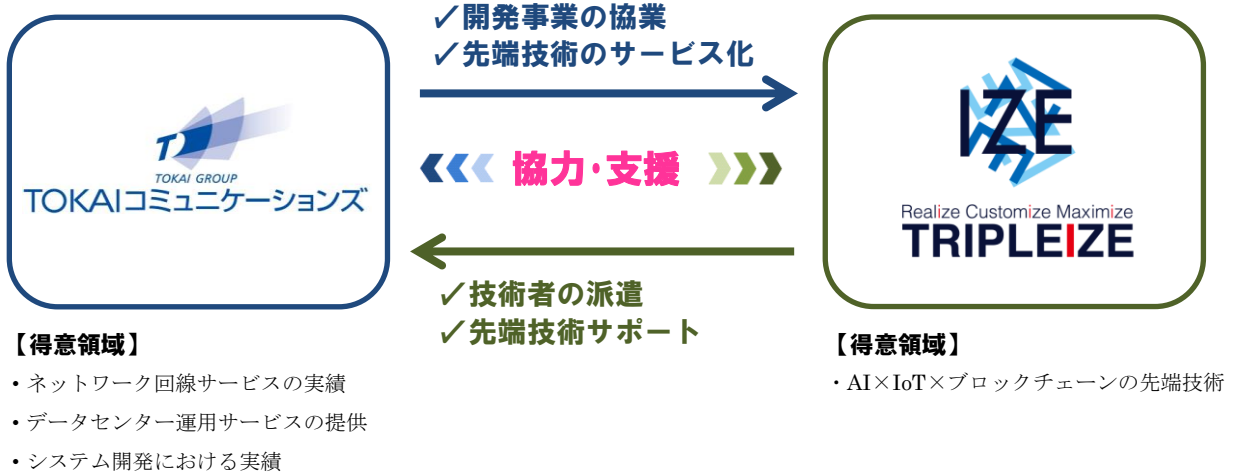 ✓開発事業の協業
✓先端技術のサービス化
T
TOKAI GROUP
TOKAIコミュニケーションズ
協力・支援
IZE
Realize Customize Maximize
TRIPLEIZE
✓技術者の派遣
✓先端技術サポート
【得意領域】
・ネットワーク回線サービスの実績
・データセンター運用サービスの提供
・システム開発における実績
【得意領域】
・AI×IoT×ブロックチェーンの先端技術